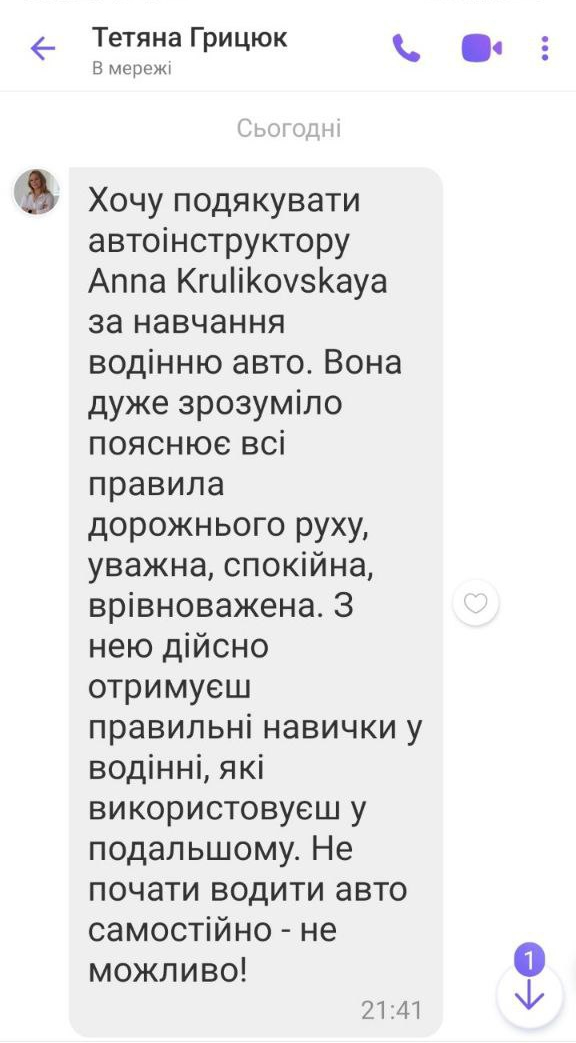 Тетяна Грицюк
В мережі
Сьогодні
Хочу подякувати
автоінструктору
Anna Krulikovskaya
за навчання
водінню авто. Вона
дуже зрозуміло
пояснює всі
правила
дорожнього руху,
уважна, спокійна,
врівноважена. З
нею дійсно
отримуєш
правильні навички у
водінні, які
використовуєш у
подальшому. Не
почати водити авто
самостійно - не
можливо!
21:41
1